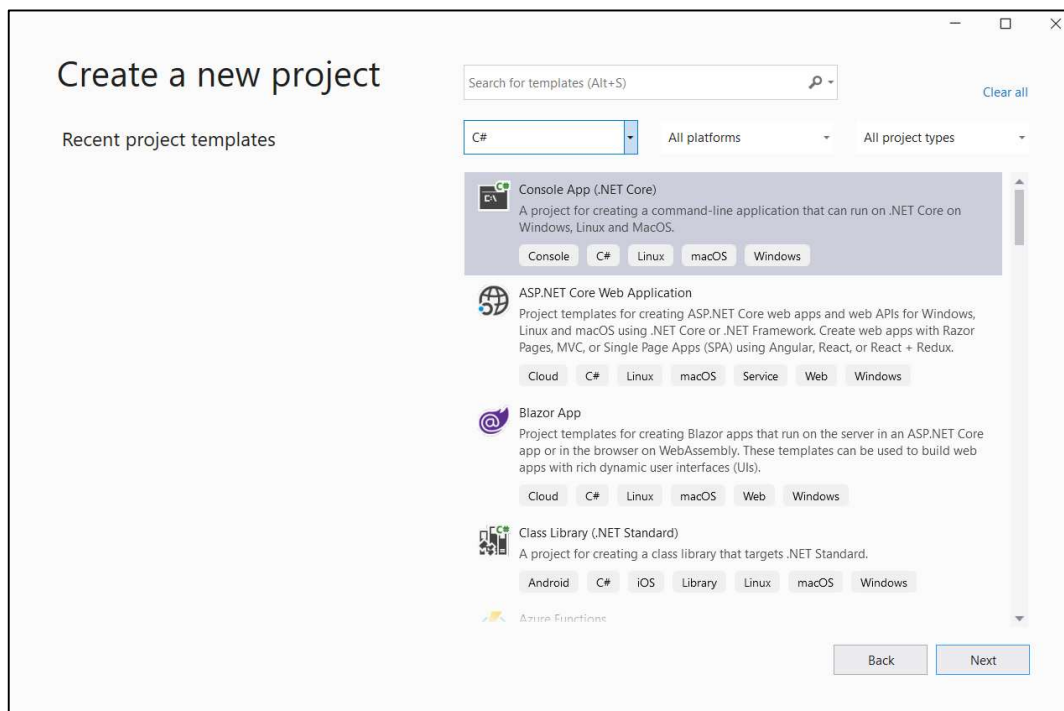 Create a new project
Recent project templates
Search for templates (Alt+S)
Clear all
C#
All platforms
All project types
Console App (.NET Core)
A project for creating a command-line application that can run on .NET Core on
Windows, Linux and MacOS.
Console C# Linux macOS Windows
ASP.NET Core Web Application
Project templates for creating ASP.NET Core web apps and web APIs for Windows,
Linux and macOS using .NET Core or .NET Framework. Create web apps with Razor
Pages, MVC, or Single Page Apps (SPA) using Angular, React, or React + Redux.
Cloud C# Linux macOS Service Web Windows
Blazor App
Project templates for creating Blazor apps that run on the server in an ASP.NET Core
app or in the browser on WebAssembly. These templates can be used to build web
apps with rich dynamic user interfaces (UIs).
Cloud C# Linux macOS Web Windows
Class Library (.NET Standard)
A project for creating a class library that targets .NET Standard.
Android C# iOS Library Linux macOS Windows
Azure Functions
Back Next